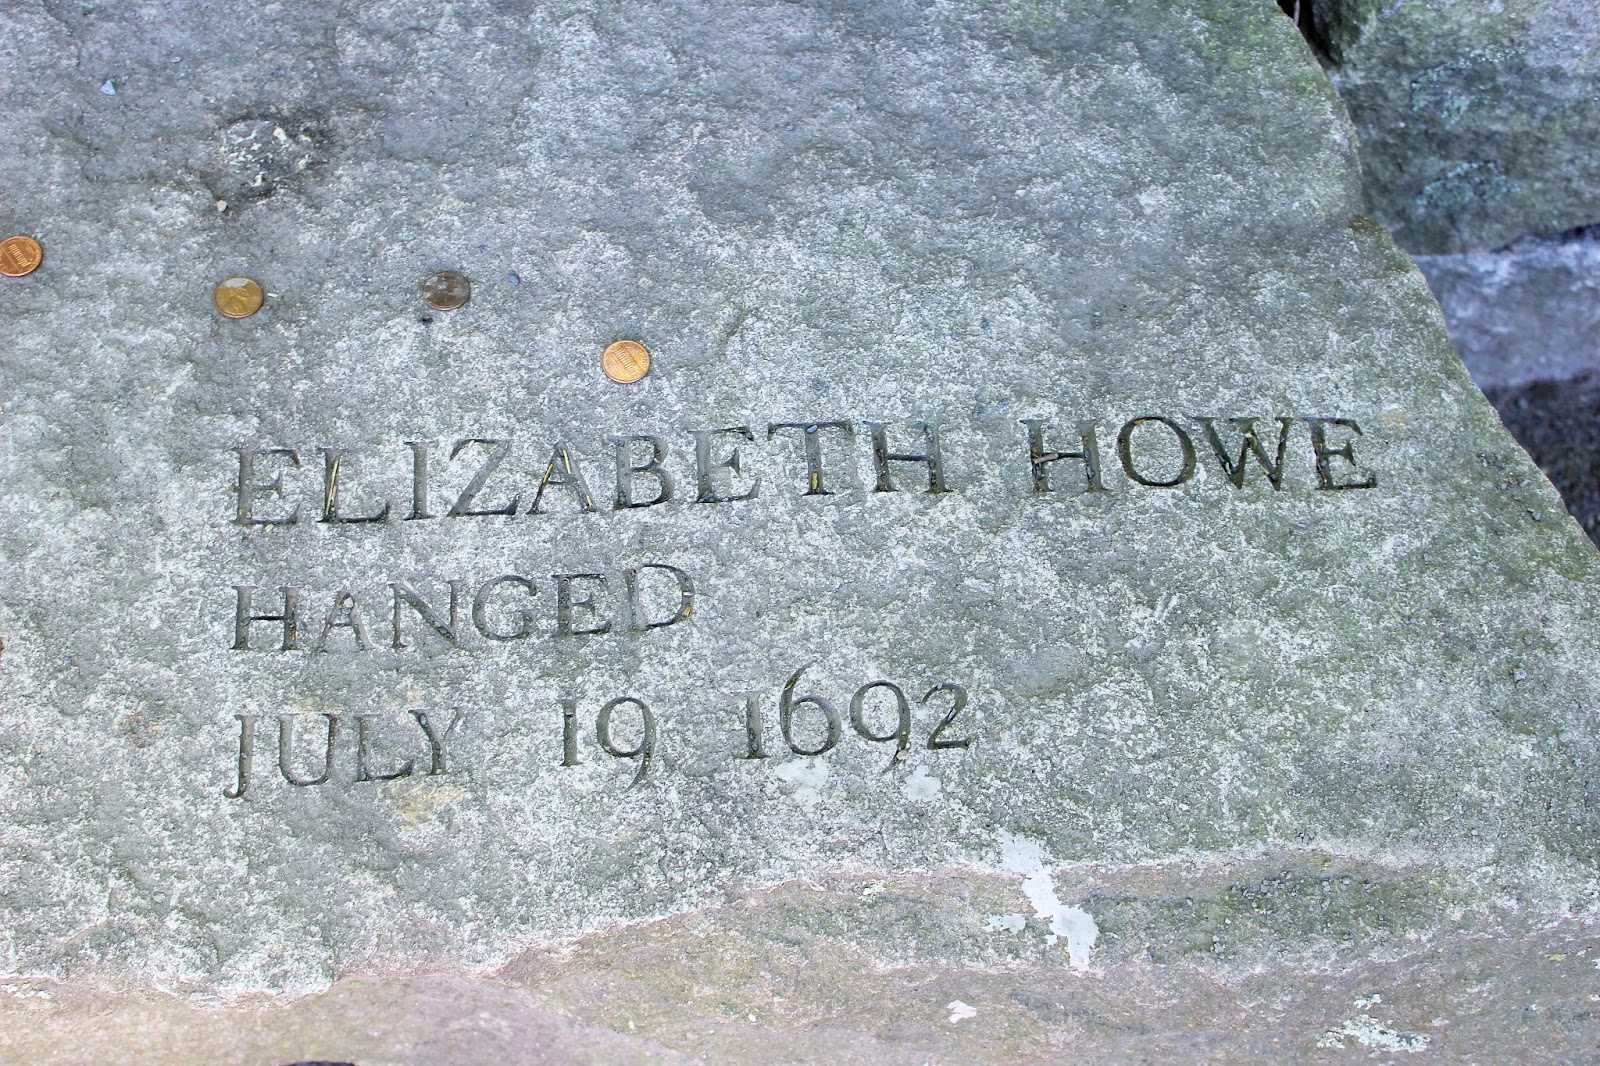 ELIZABETH HOWE
HANGED
JULY 19 1692